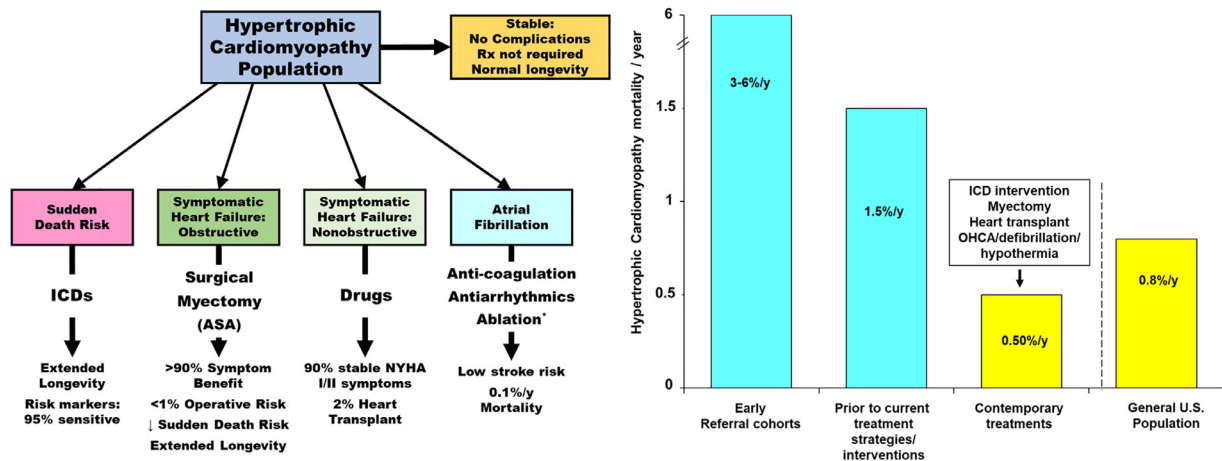 Hypertrophic
Cardiomyopathy
Population
Stable:
No Complications
Rx not required
Normal longevity
Sudden
Death Risk
ICDs
Extended
Longevity
Risk markers:
95% sensitive
Symptomatic
Heart Failure:
Obstructive
Surgical
Myectomy
(ASA)
>90% Symptom
Benefit
<1% Operative Risk
↓ Sudden Death Risk
Extended Longevity
Symptomatic
Heart Failure:
Nonobstructive
Drugs
90% stable NYHA
I/II symptoms
2% Heart
Transplant
Atrial
Fibrillation
Anti-coagulation
Antiarrhythmics
Ablation*
Low stroke risk
0.1%/y
Mortality
Hypertrophic Cardiomyopathy mortality / year
6
1.5
1
0.5
0
3-6%/y
1.5%/y
ICD intervention
Myectomy
Heart transplant
OHCA/defibrillation/
hypothermia
0.50%/y
0.8%/y
Early
Referral cohorts
Prior to current
treatment
strategies/
interventions
Contemporary
treatments
General U.S.
Population